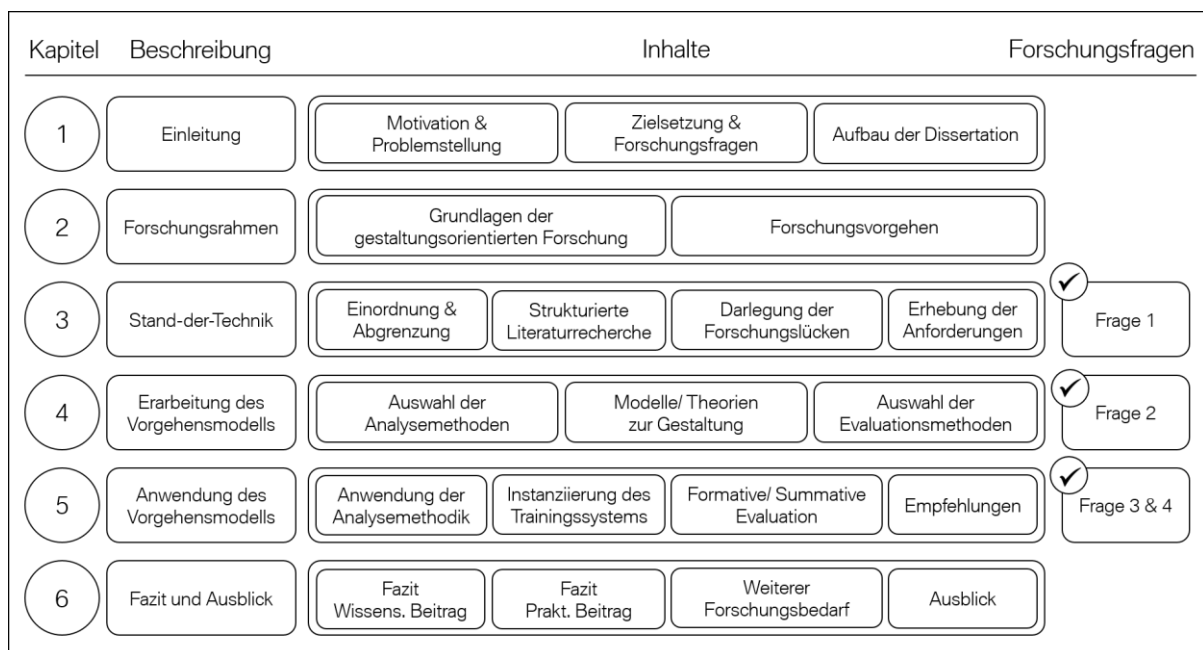 Kapitel Beschreibung Inhalte Forschungsfragen
1
Einleitung
Motivation &
Problemstellung
Zielsetzung &
Forschungsfragen
Aufbau der Dissertation
2
Forschungsrahmen
Grundlagen der
gestaltungsorientierten Forschung
Forschungsvorgehen
3
Stand-der-Technik
Einordnung &
Abgrenzung
Strukturierte
Literaturrecherche
Darlegung der
Forschungslücken
Erhebung der
Anforderungen
Frage 1
4
Erarbeitung des
Vorgehensmodells
Auswahl der
Analysemethoden
Modelle/ Theorien
zur Gestaltung
Auswahl der
Evaluationsmethoden
Frage 2
5
Anwendung des
Vorgehensmodells
Anwendung der
Analysemethodik
Instanziierung des
Trainingssystems
Formative/ Summative
Evaluation
Empfehlungen
Frage 3 & 4
6
Fazit und Ausblick
Fazit
Wissens. Beitrag
Fazit
Prakt. Beitrag
Weiterer
Forschungsbedarf
Ausblick